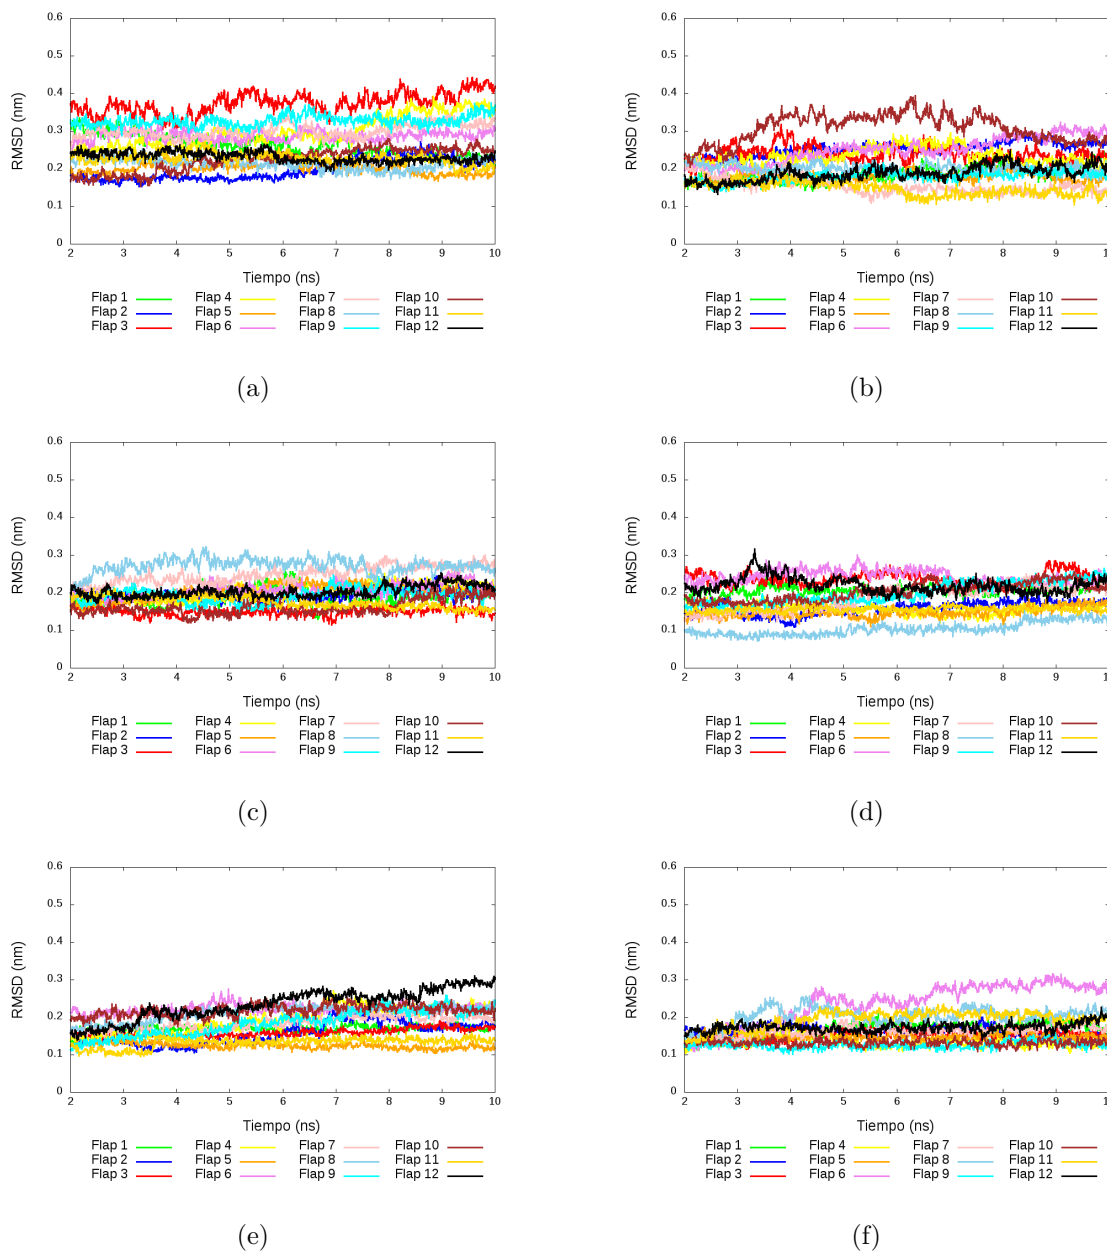 0.6
0.5
0.4
0.3
0.2
0.1
0
RMSD (nm)
2 3 4 5 6 7 8 9 10
Tiempo (ns)
Flap 1 Flap 4 Flap 7 Flap 10
Flap 2 Flap 5 Flap 8 Flap 11
Flap 3 Flap 6 Flap 9 Flap 12
(a)
0.6
0.5
0.4
0.3
0.2
0.1
0
RMSD (nm)
2 3 4 5 6 7 8 9 1
Tiempo (ns)
Flap 1 Flap 4 Flap 7 Flap 10
Flap 2 Flap 5 Flap 8 Flap 11
Flap 3 Flap 6 Flap 9 Flap 12
(b)
0.6
0.5
0.4
0.3
0.2
0.1
0
RMSD (nm)
2 3 4 5 6 7 8 9 10
Tiempo (ns)
Flap 1 Flap 4 Flap 7 Flap 10
Flap 2 Flap 5 Flap 8 Flap 11
Flap 3 Flap 6 Flap 9 Flap 12
(c)
0.6
0.5
0.4
0.3
0.2
0.1
0
RMSD (nm)
2 3 4 5 6 7 8 9 1
Tiempo (ns)
Flap 1 Flap 4 Flap 7 Flap 10
Flap 2 Flap 5 Flap 8 Flap 11
Flap 3 Flap 6 Flap 9 Flap 12
(d)
0.6
0.5
0.4
0.3
0.2
0.1
0
RMSD (nm)
2 3 4 5 6 7 8 9 10
Tiempo (ns)
Flap 1 Flap 4 Flap 7 Flap 10
Flap 2 Flap 5 Flap 8 Flap 11
Flap 3 Flap 6 Flap 9 Flap 12
(e)
0.6
0.5
0.4
0.3
0.2
0.1
0
RMSD (nm)
2 3 4 5 6 7 8 9 1
Tiempo (ns)
Flap 1 Flap 4 Flap 7 Flap 10
Flap 2 Flap 5 Flap 8 Flap 11
Flap 3 Flap 6 Flap 9 Flap 12
(f)